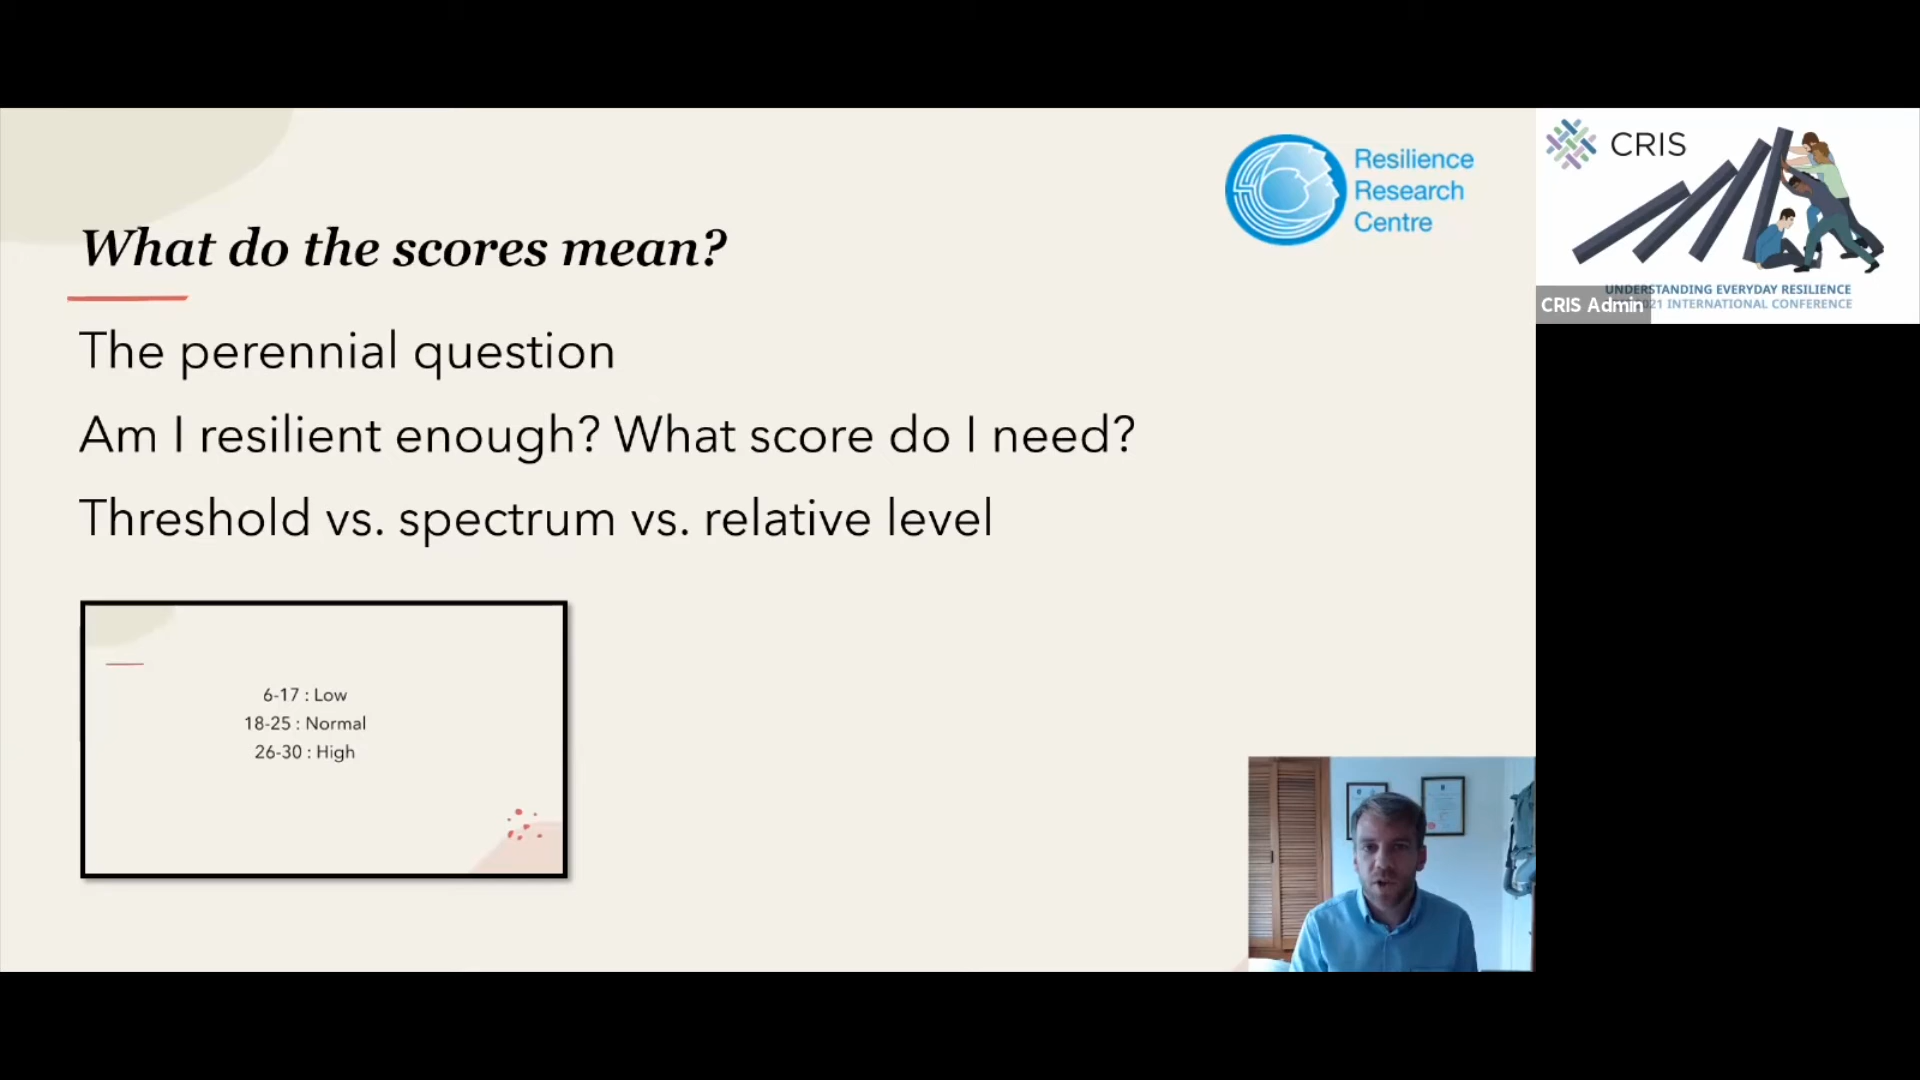 What do the scores mean?
The perennial question
Am I resilient enough? What score do I need?
Threshold vs. spectrum vs. relative level
6-17 : Low
18-25 : Normal
26-30 : High
Resilience
Research
Centre
CRIS
UNDERSTANDING EVERYDAY RESILIENCE
21 INTERNATIONAL CONFERENCE
CRIS Admin